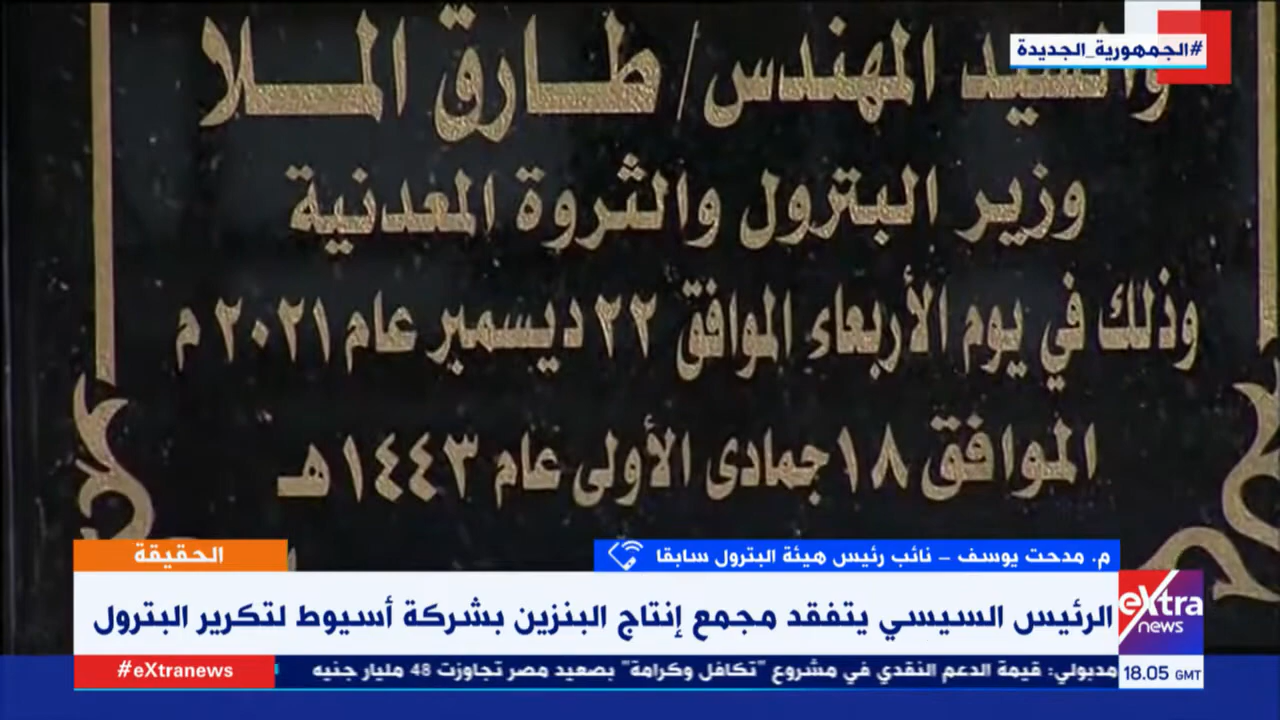 #الجمهورية_الجديدة
والسيد المهندس/ طارق الملا
وزير البترول والثروة المعدنية
وذلك في يوم الأربعاء الموافق ٢٢ ديسمبر عام ٢٠٢١ م
الموافق ١٨ جمادى الأولى عام ١٤٤٣ هـ
م. مدحت يوسف – نائب رئيس هيئة البترول سابقا
الحقيقة
الرئيس السيسي يتفقد مجمع إنتاج البنزين بشركة أسيوط لتكرير البترول
eXtra
news
مدبولي: قيمة الدعم النقدي في مشروع "تكافل وكرامة" بصعيد مصر تجاوزت 48 مليار جنيه
#eXtranews
18.05 GMT